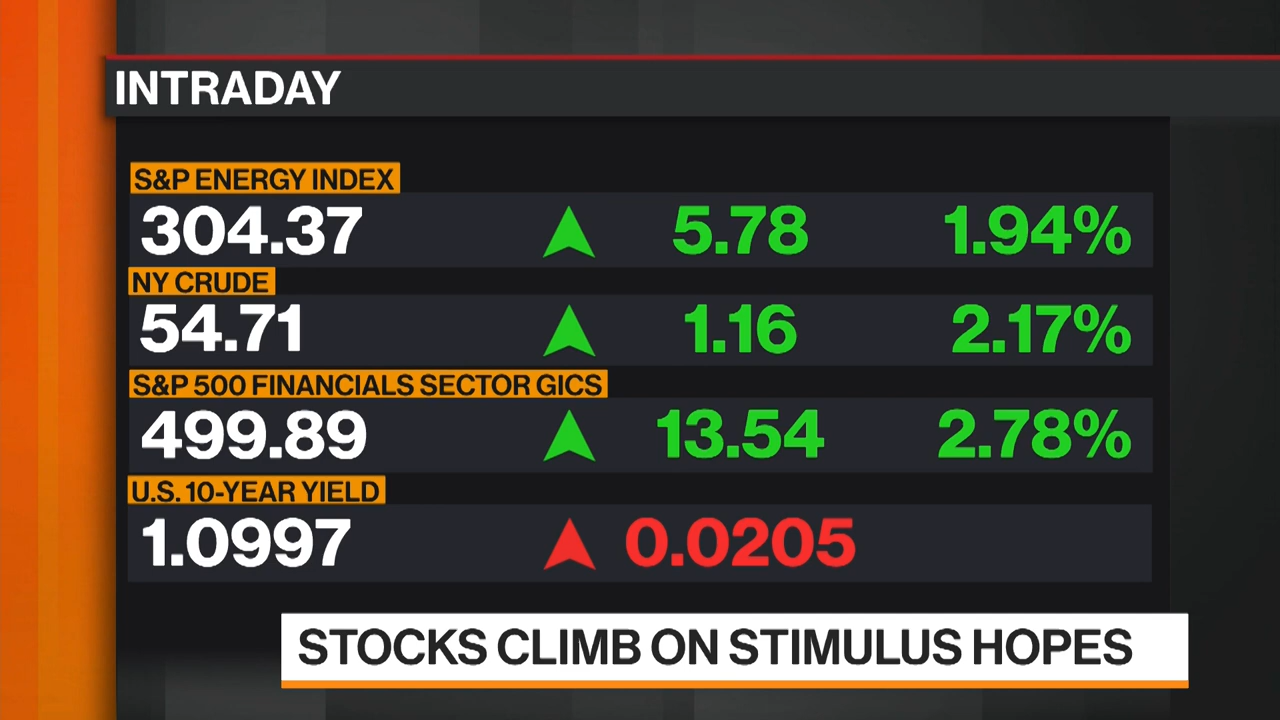 INTRADAY
S&P ENERGY INDEX
304.37 ▲ 5.78 1.94%
NY CRUDE
54.71 ▲ 1.16 2.17%
S&P 500 FINANCIALS SECTOR GICS
499.89 ▲ 13.54 2.78%
U.S. 10-YEAR YIELD
1.0997 ▲ 0.0205
STOCKS CLIMB ON STIMULUS HOPES